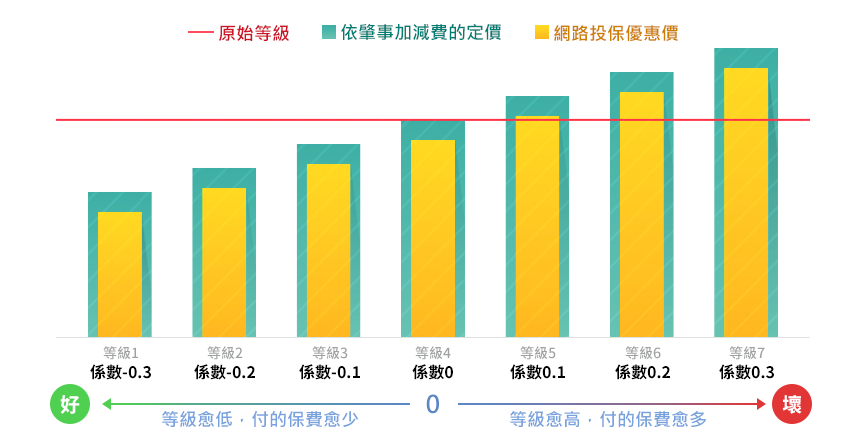 原始等級 依肇事加減費的定價 網路投保優惠價
等級1 等級2 等級3 等級4 等級5 等級6 等級7
係數-0.3 係數-0.2 係數-0.1 係數0 係數0.1 係數0.2 係數0.3
好 0 壞
等級愈低．付的保費愈少 等級愈高．付的保費愈多